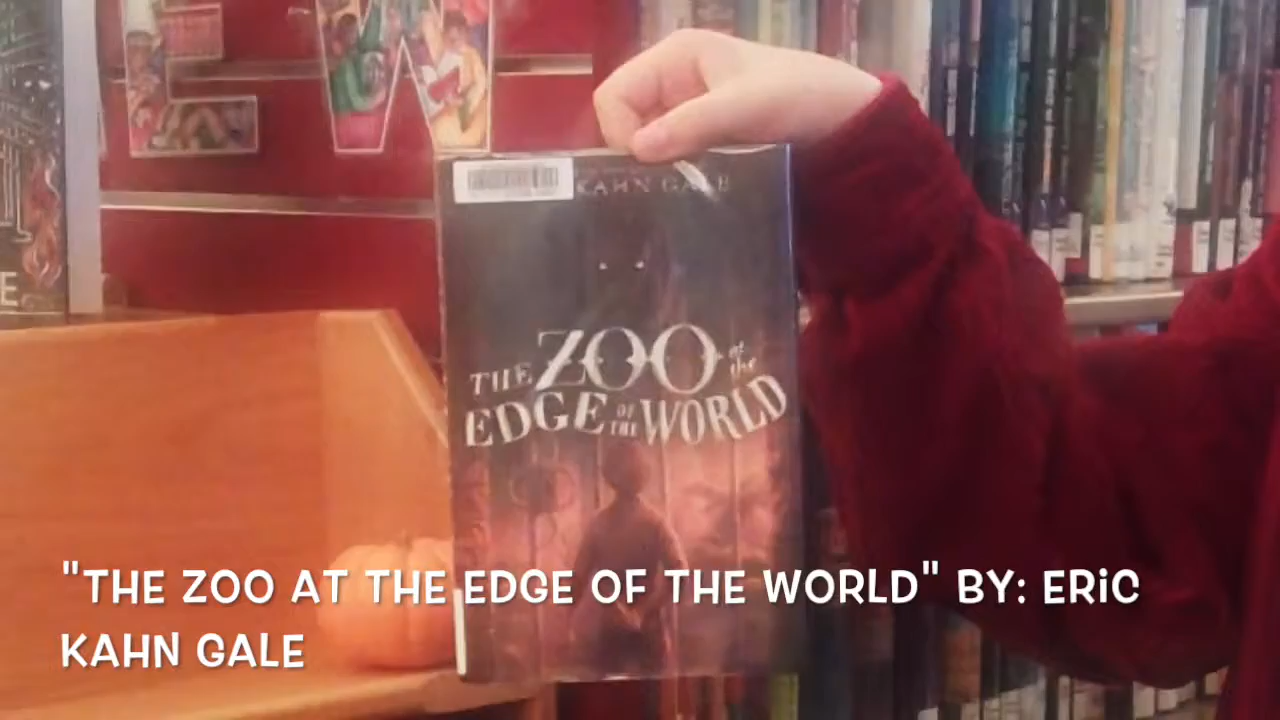 EW
KAHN GALE
THE ZOO at the
EDGE OF THE WORLD
E
"THE ZOO AT THE EDGE OF THE WORLD" BY: ERIC
KAHN GALE